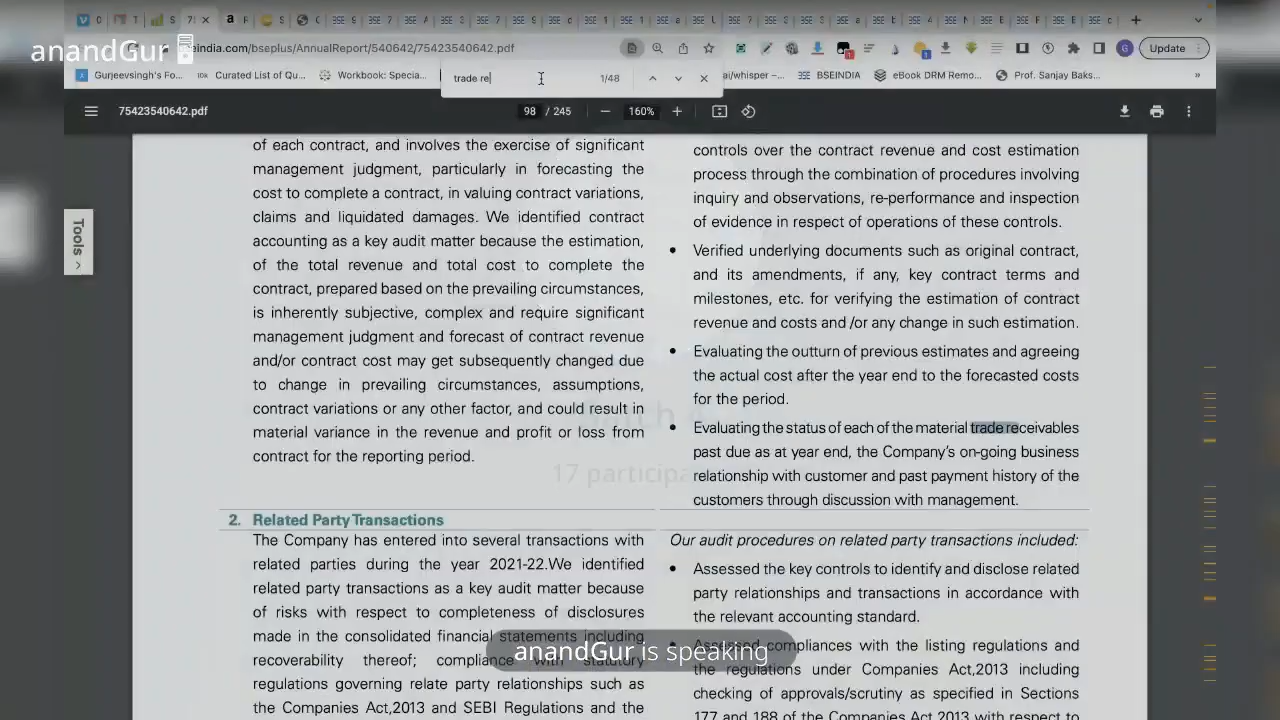 anandGur
eindia.com/bseplus/AnnualReport/540642/75423540642.pdf
G Update
Gurjeevsingh's Fo...
Curated List of Qu...
Workbook: Specia...
ai/whisper –...
BSEINDIA
eBook DRM Remo...
Prof. Sanjay Baks...
trade re
1/48
75423540642.pdf
98 / 245
160%
Tools
of each contract, and involves the exercise of significant
management judgment, particularly in forecasting the
cost to complete a contract, in valuing contract variations,
claims and liquidated damages. We identified contract
accounting as a key audit matter because the estimation,
of the total revenue and total cost to complete the
contract, prepared based on the prevailing circumstances,
is inherently subjective, complex and require significant
management judgment and forecast of contract revenue
and/or contract cost may get subsequently changed due
to change in prevailing circumstances, assumptions,
contract variations or any other factor, and could result in
material variance in the revenue and profit or loss from
contract for the reporting period.
controls over the contract revenue and cost estimation
process through the combination of procedures involving
inquiry and observations, re-performance and inspection
of evidence in respect of operations of these controls.
• Verified underlying documents such as original contract,
and its amendments, if any, key contract terms and
milestones, etc. for verifying the estimation of contract
revenue and costs and /or any change in such estimation.
• Evaluating the outturn of previous estimates and agreeing
the actual cost after the year end to the forecasted costs
for the period.
• Evaluating the status of each of the material trade receivables
past due as at year end, the Company's on-going business
relationship with customer and past payment history of the
customers through discussion with management.
17 participa
2. Related Party Transactions
The Company has entered into several transactions with
related parties during the year 2021-22.We identified
related party transactions as a key audit matter because
of risks with respect to completeness of disclosures
made in the consolidated financial statements including
recoverability thereof; compliance with statutory
regulations governing relate party relationships such as
the Companies Act,2013 and SEBI Regulations and the
Our audit procedures on related party transactions included:
• Assessed the key controls to identify and disclose related
party relationships and transactions in accordance with
the relevant accounting standard.
compliances with the listing regulations and
the regulations under Companies Act,2013 including
checking of approvals/scrutiny as specified in Sections
177 and 188 of the Companies Act 2013 with respect to
anandGur is speaking